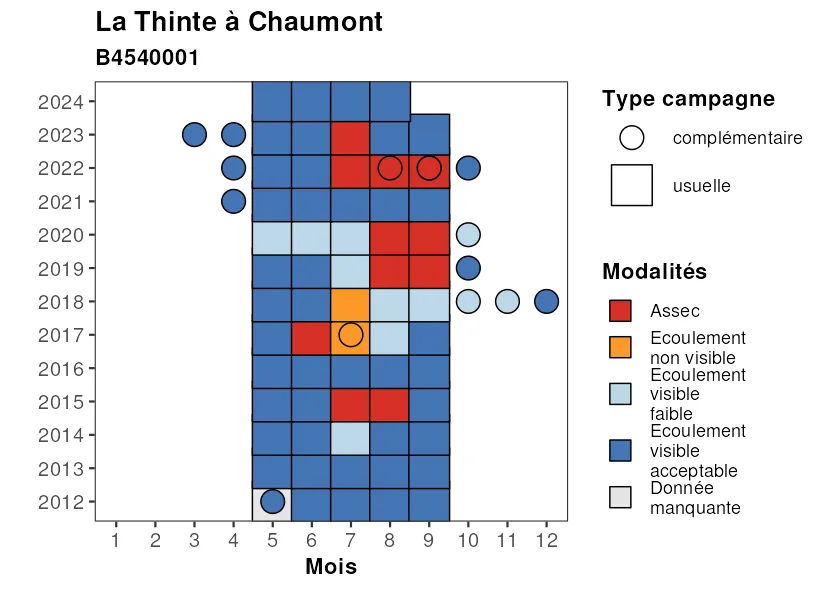 La Thinte à Chaumont
B4540001
2024
2023
2022
2021
2020
2019
2018
2017
2016
2015
2014
2013
2012
1 2 3 4 5 6 7 8 9 10 11 12
Mois
Type campagne
complémentaire
usuelle
Modalités
Assec
Ecoulement
non visible
Ecoulement
visible
faible
Ecoulement
visible
acceptable
Donnée
manquante